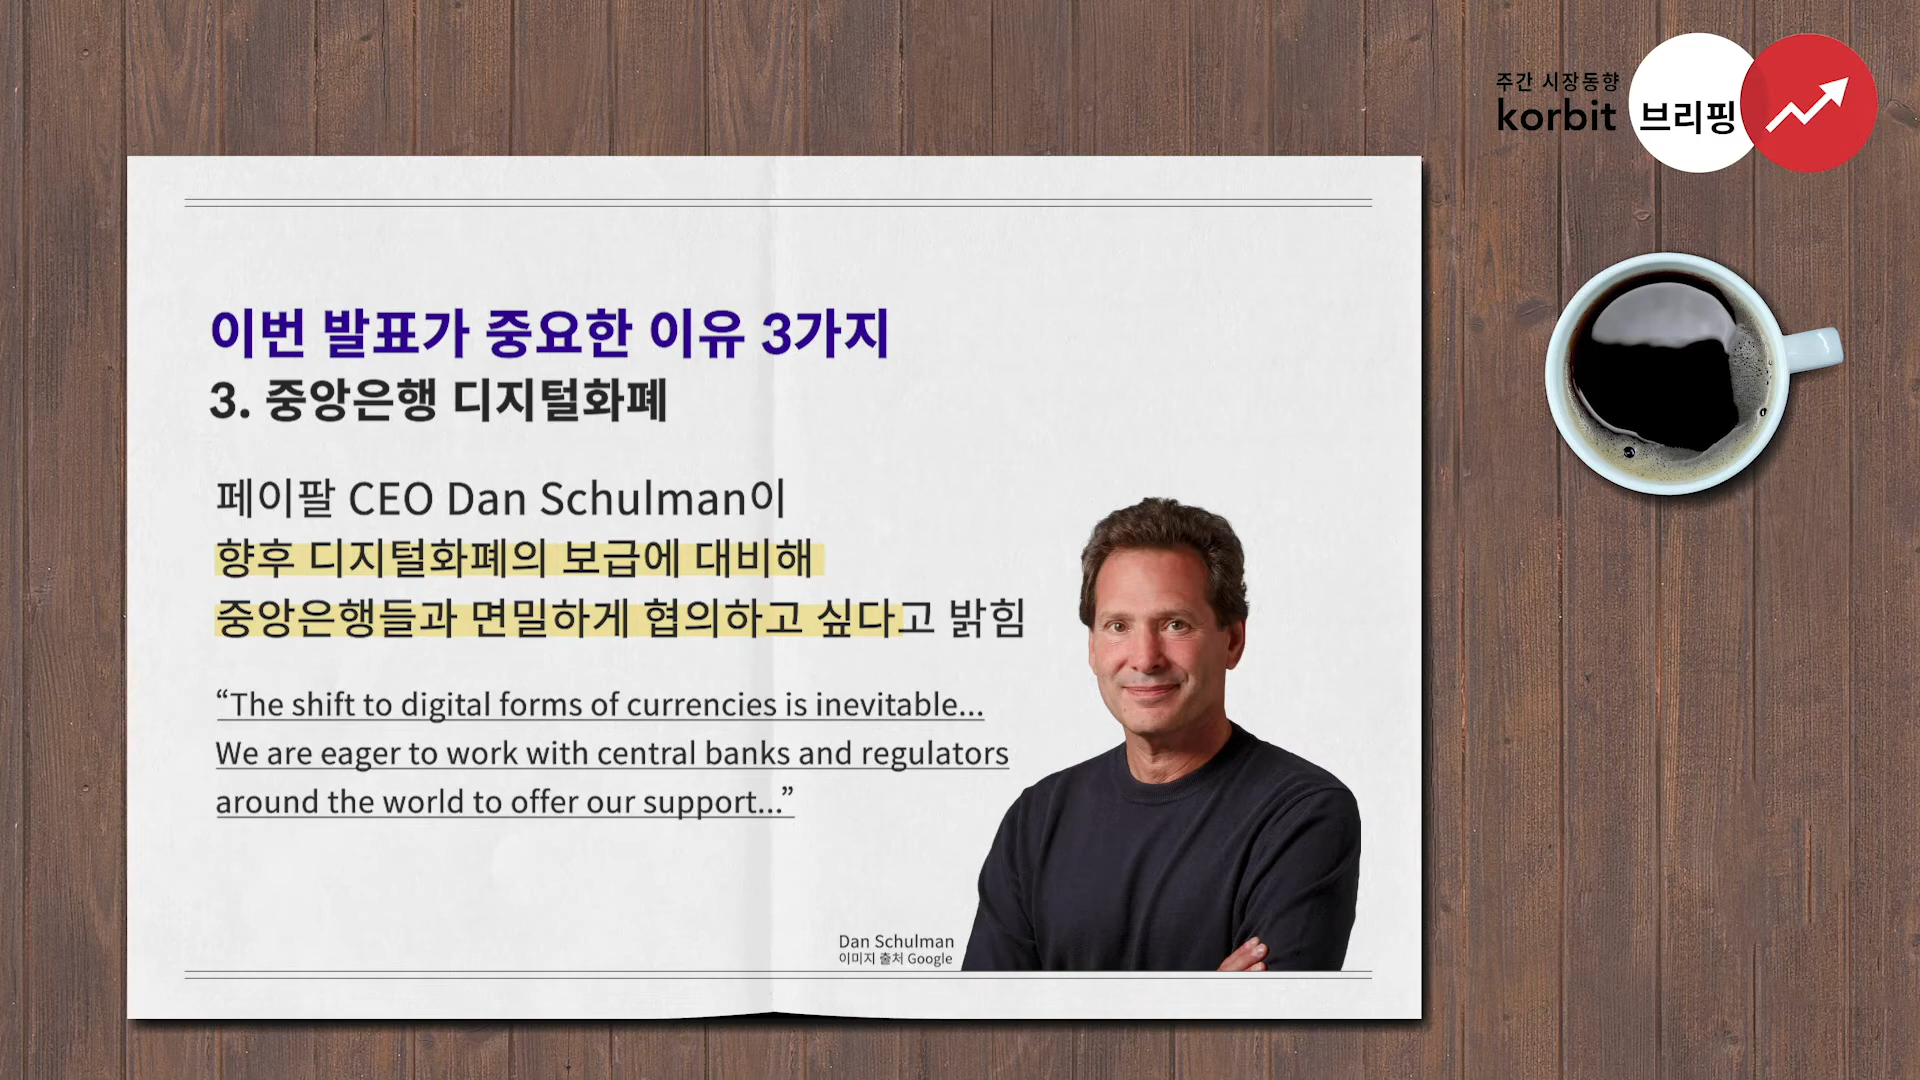 주간 시장동향
korbit
브리핑
이번 발표가 중요한 이유 3가지
3. 중앙은행 디지털화폐
페이팔 CEO Dan Schulman이
향후 디지털화폐의 보급에 대비해
중앙은행들과 면밀하게 협의하고 싶다고 밝힘
“The shift to digital forms of currencies is inevitable...
We are eager to work with central banks and regulators
around the world to offer our support...”
Dan Schulman
이미지 출처 Google